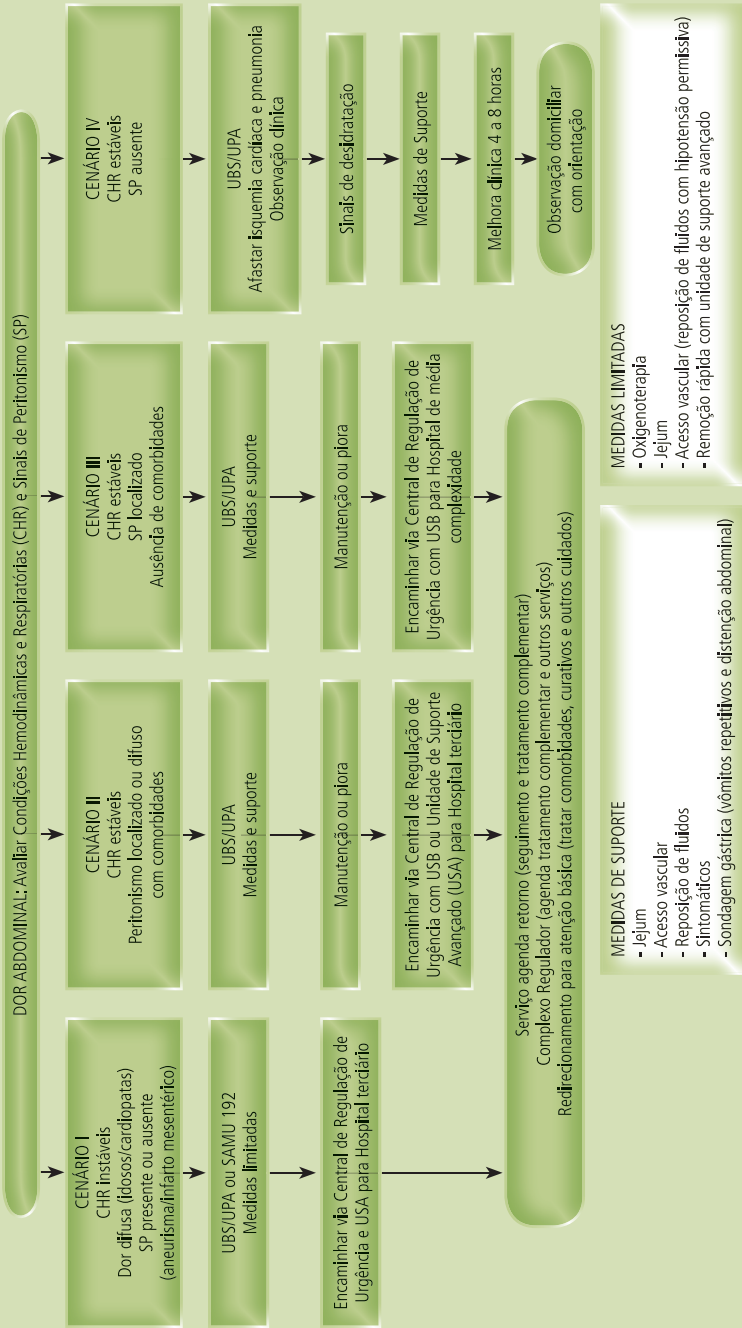 DOR ABDOMINAL: Avaliar Condições Hemodinâmicas e Respiratórias (CHR) e Sinais de Peritonismo (SP)
CENÁRIO I
CHR instáveis
Dor difusa (idosos/cardiopatas)
SP presente ou ausente
(aneurisma/infarto mesentérico)
UBS/UPA ou SAMU 192
Medidas limitadas
Encaminhar via Central de Regulação de
Urgência e USA para Hospital terciário
CENÁRIO II
CHR estáveis
Peritonismo localizado ou difuso
com comorbidades
UBS/UPA
Medidas e suporte
Manutenção ou piora
Encaminhar via Central de Regulação de
Urgência com USB ou Unidade de Suporte
Avançado (USA) para Hospital terciário
CENÁRIO III
CHR estáveis
SP localizado
Ausência de comorbidades
UBS/UPA
Medidas e suporte
Manutenção ou piora
Encaminhar via Central de Regulação de
Urgência com USB para Hospital de média
complexidade
CENÁRIO IV
CHR estáveis
SP ausente
UBS/UPA
Afastar isquemia cardíaca e pneumonia
Observação clínica
Sinais de desidratação
Medidas de Suporte
Melhora clínica 4 a 8 horas
Observação domiciliar
com orientação
Serviço agenda retorno (seguimento e tratamento complementar)
Complexo Regulador (agenda tratamento complementar e outros serviços)
Redirecionamento para atenção básica (tratar comorbidades, curativos e outros cuidados)
MEDIDAS DE SUPORTE
- Jejum
- Acesso vascular
- Reposição de fluidos
- Sintomáticos
- Sondagem gástrica (vômitos repetitivos e distenção abdominal)
MEDIDAS LIMITADAS
- Oxigenoterapia
- Jejum
- Acesso vascular (reposição de fluidos com hipotensão permissiva)
- Remoção rápida com unidade de suporte avançado